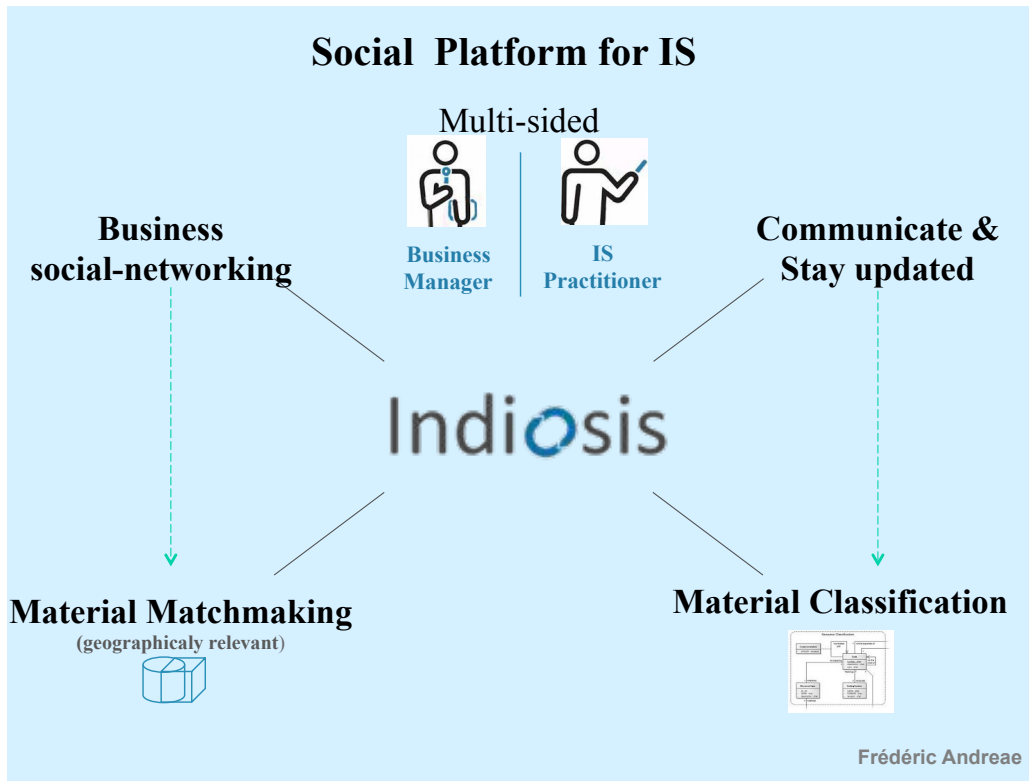 Social Platform for IS
Multi-sided
Business
Manager
IS
Practitioner
Business
social-networking
Communicate &
Stay updated
Indiosis
Material Matchmaking
(geographicaly relevant)
Material Classification
Frédéric Andreae